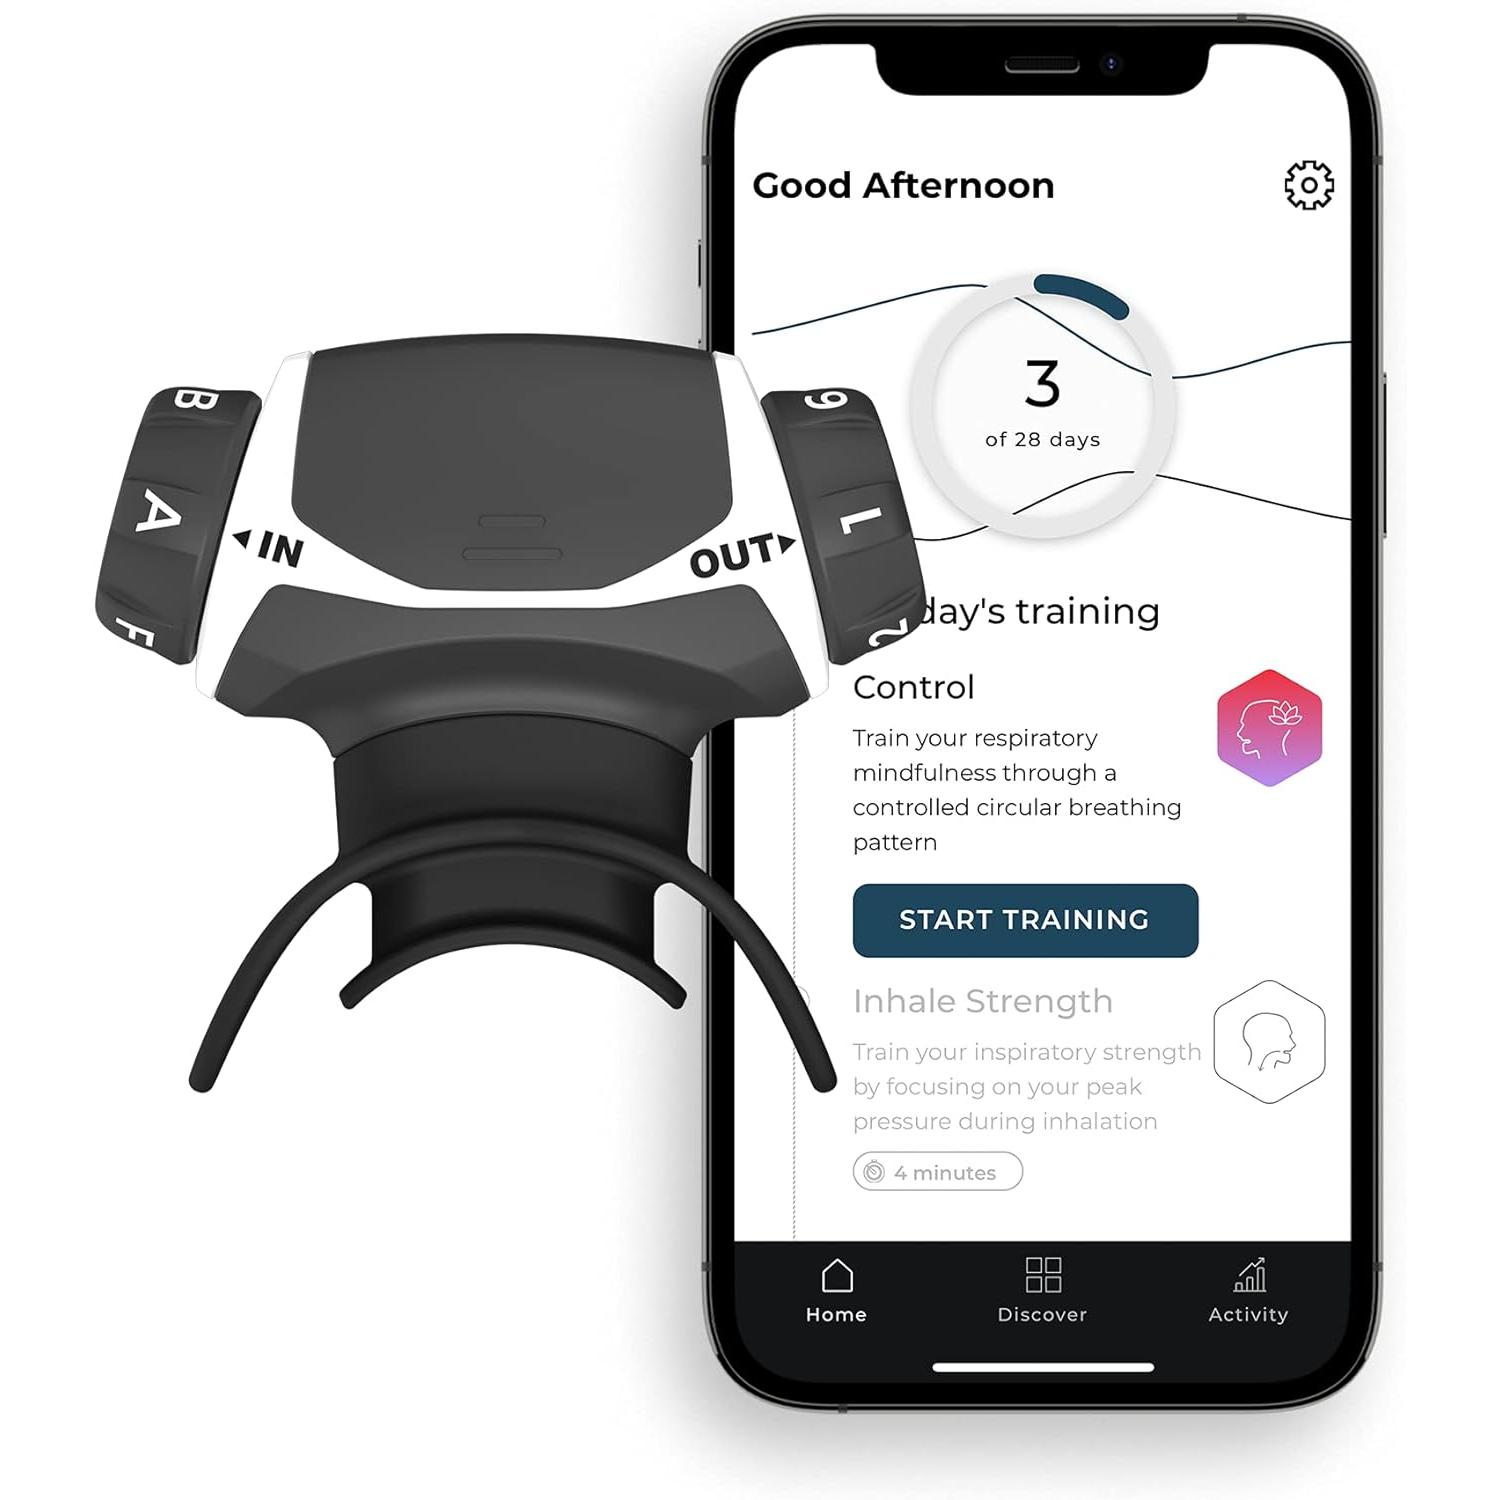 Good Afternoon
3
of 28 days
B
A
F
◀IN
OUT▶
9
L
2
day's training
Control
Train your respiratory
mindfulness through a
controlled circular breathing
pattern
START TRAINING
Inhale Strength
Train your inspiratory strength
by focusing on your peak
pressure during inhalation
4 minutes
Home
Discover
Activity